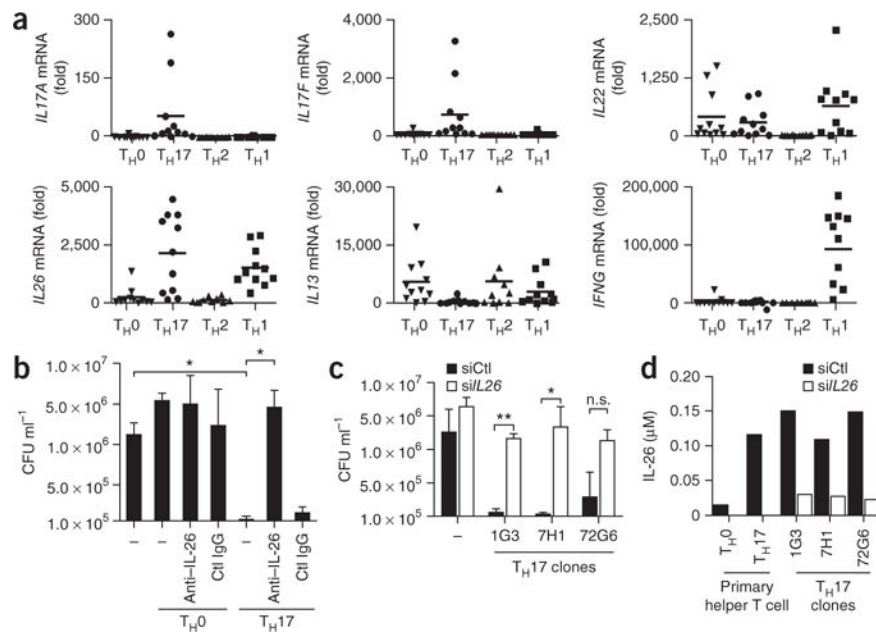 a
IL17A mRNA (fold)
300
150
0
TH0 TH17 TH2 TH1
IL17F mRNA (fold)
4,000
2,000
0
TH0 TH17 TH2 TH1
IL22 mRNA (fold)
2,500
1,250
0
TH0 TH17 TH2 TH1
IL26 mRNA (fold)
5,000
2,500
0
TH0 TH17 TH2 TH1
IL13 mRNA (fold)
30,000
15,000
0
TH0 TH17 TH2 TH1
IFNG mRNA (fold)
200,000
100,000
0
TH0 TH17 TH2 TH1
b
CFU ml−1
1.0 × 10^7
5.0 × 10^6
1.0 × 10^6
5.0 × 10^5
1.0 × 10^5
* *
– – Anti–IL-26 Ctl IgG – Anti–IL-26 Ctl IgG
TH0 TH17
c
siCtl
siIL26
CFU ml−1
1.0 × 10^7
5.0 × 10^6
1.0 × 10^6
5.0 × 10^5
1.0 × 10^5
** * n.s.
– 1G3 7H1 72G6
TH17 clones
d
siCtl
siIL26
IL-26 (μM)
0.20
0.15
0.10
0.05
0
TH0 TH17 1G3 7H1 72G6
Primary helper T cell
TH17 clones